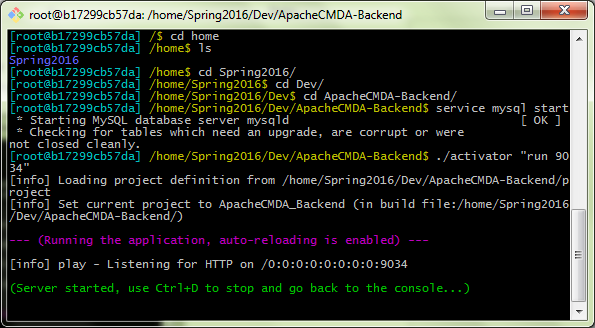 root@b17299cb57da: /home/Spring2016/Dev/ApacheCMDA-Backend
[root@b17299cb57da] /$ cd home
[root@b17299cb57da] /home$ ls
Spring2016
[root@b17299cb57da] /home$ cd Spring2016/
[root@b17299cb57da] /home/Spring2016$ cd Dev/
[root@b17299cb57da] /home/Spring2016/Dev$ cd ApacheCMDA-Backend/
[root@b17299cb57da] /home/Spring2016/Dev/ApacheCMDA-Backend$ service mysql start
 * Starting MySQL database server mysqld                                 [ OK ]
 * Checking for tables which need an upgrade, are corrupt or were
not closed cleanly.
[root@b17299cb57da] /home/Spring2016/Dev/ApacheCMDA-Backend$ ./activator "run 90
34"
[info] Loading project definition from /home/Spring2016/Dev/ApacheCMDA-Backend/p
roject
[info] Set current project to ApacheCMDA_Backend (in build file:/home/Spring2016
/Dev/ApacheCMDA-Backend/)
--- (Running the application, auto-reloading is enabled) ---
[info] play - Listening for HTTP on /0:0:0:0:0:0:0:0:9034
(Server started, use Ctrl+D to stop and go back to the console...)